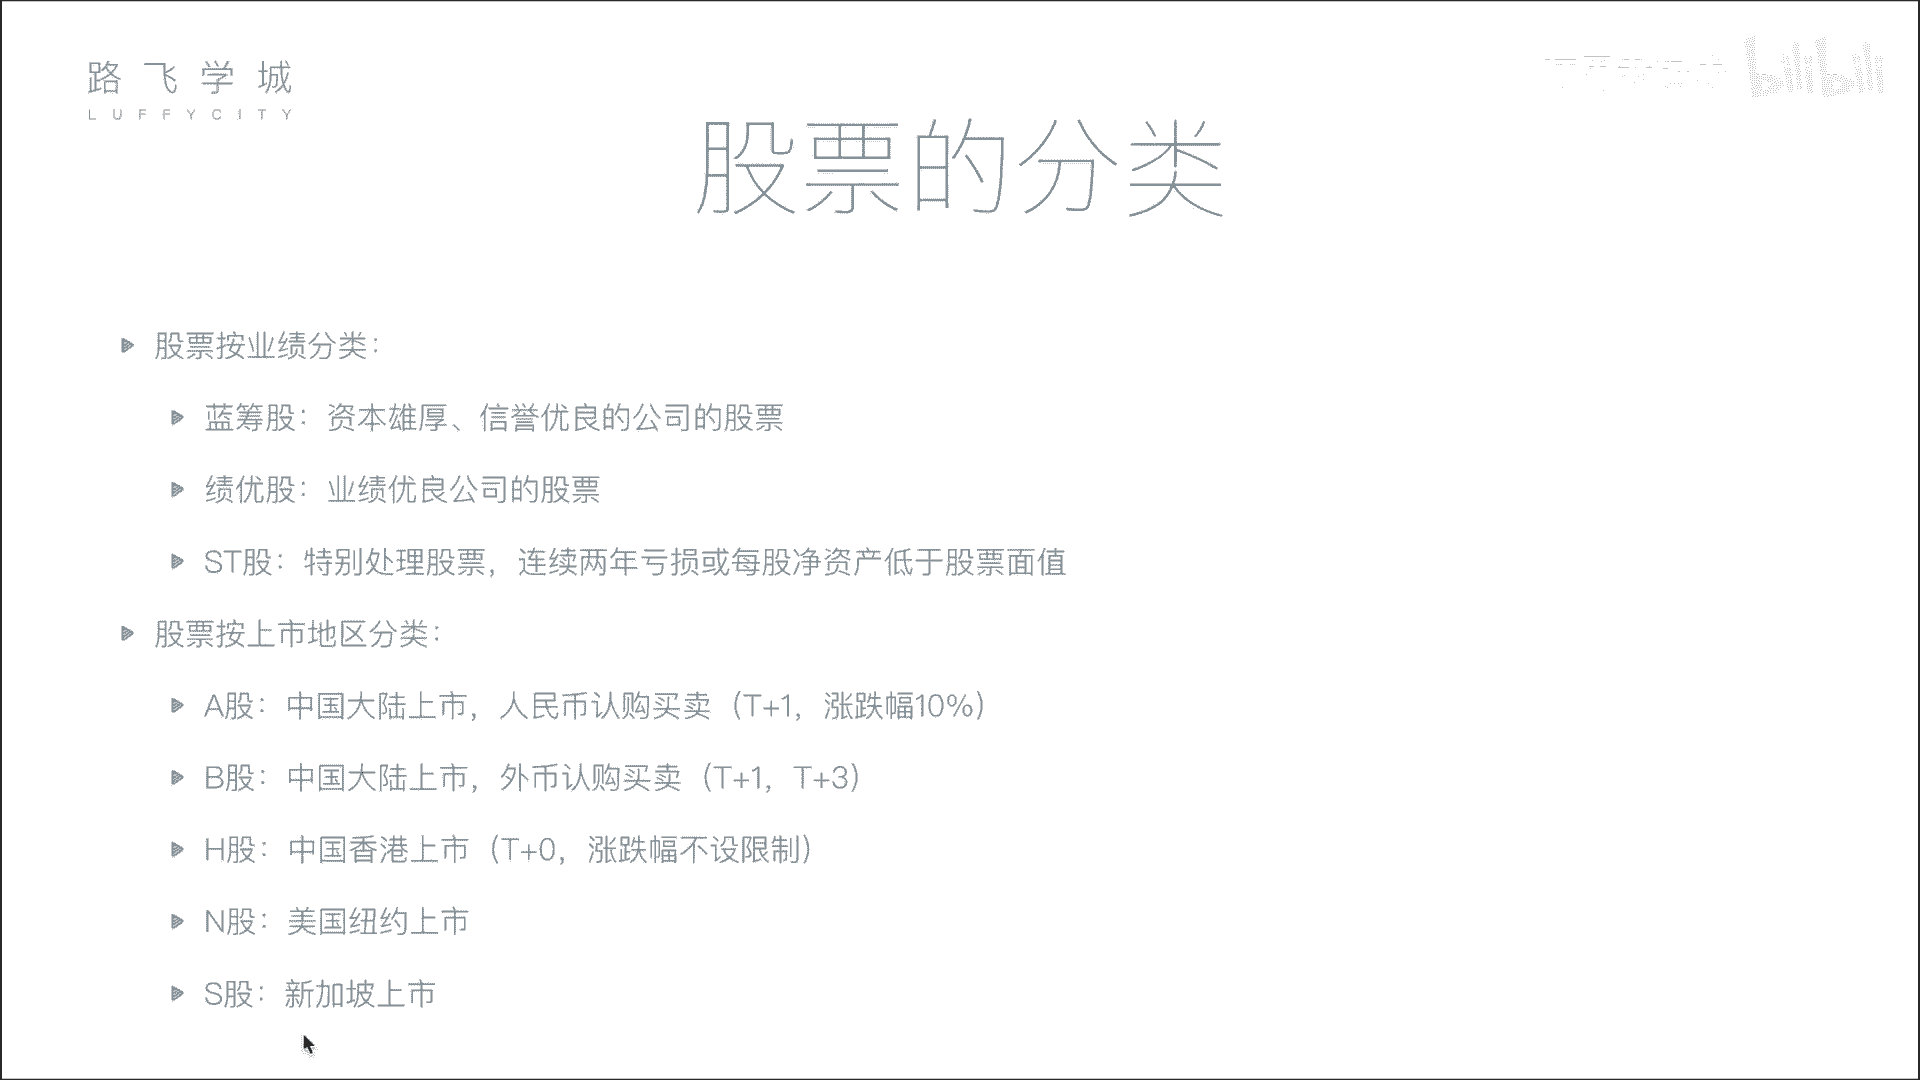 路飞学城
LUFFYCITY
bilibili
股票的分类
股票按业绩分类：
蓝筹股：资本雄厚、信誉优良的公司的股票
绩优股：业绩优良公司的股票
ST股：特别处理股票，连续两年亏损或每股净资产低于股票面值
股票按上市地区分类：
A股：中国大陆上市，人民币认购买卖（T+1，涨跌幅10%）
B股：中国大陆上市，外币认购买卖（T+1，T+3）
H股：中国香港上市（T+0，涨跌幅不设限制）
N股：美国纽约上市
S股：新加坡上市